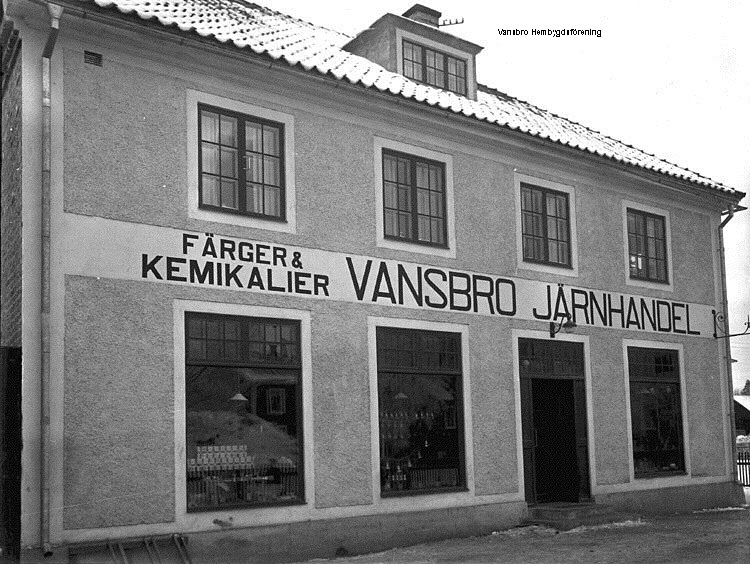 Vansbro Hembygdsförening
FÄRGER &
KEMIKALIER VANSBRO JÄRNHANDEL